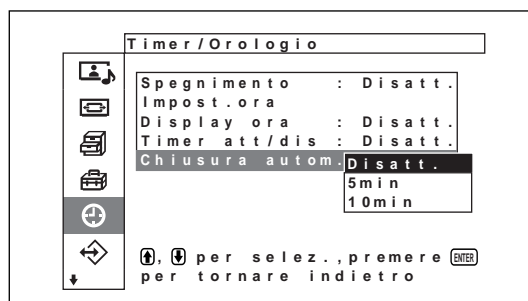 Timer/Orologio
Spegnimento : Disatt.
Impost.ora
Display ora : Disatt.
Timer att/dis : Disatt.
Chiusura autom. Disatt.
5min
10min
, per selez.,premere ENTER
per tornare indietro